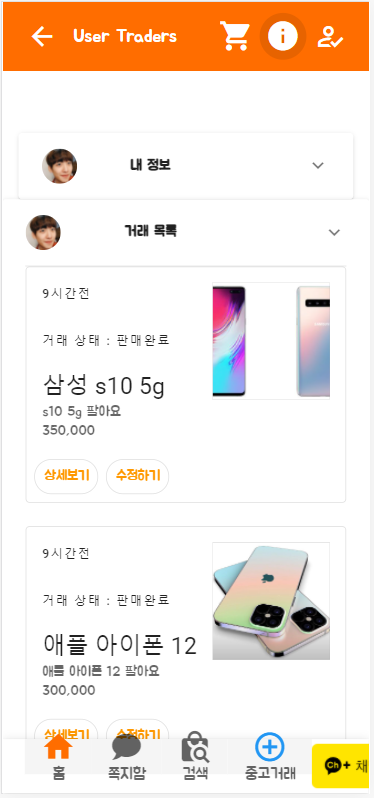 User Traders
내 정보
거래 목록
9시간전
거래 상태 : 판매완료
삼성 s10 5g
s10 5g 팔아요
350,000
상세보기 수정하기
9시간전
거래 상태 : 판매완료
애플 아이폰 12
애플 아이폰 12 팔아요
300,000
상세보기 수정하기
홈 쪽지함 검색 중고거래
Ch+ 채